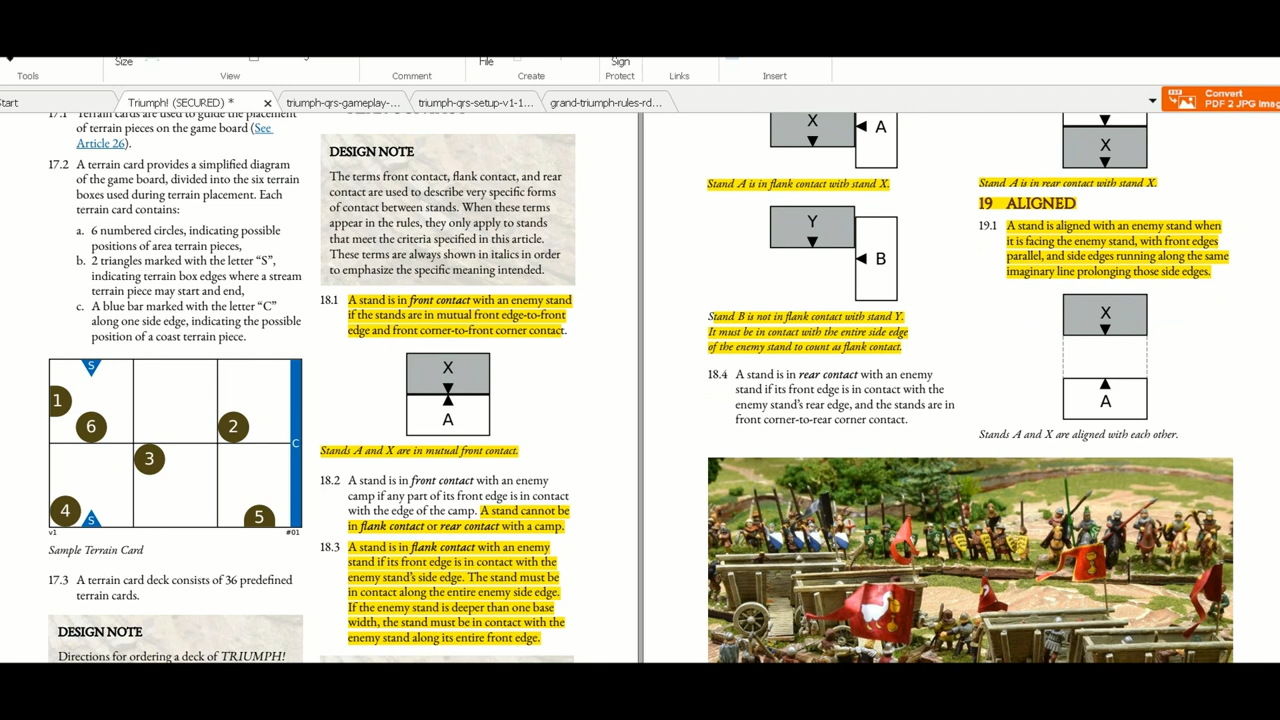 Size
File
Sign
Tools
View
Comment
Create
Protect
Links
Insert
tart
Triumph! (SECURED) *
×
triumph-qrs-gameplay-...
triumph-qrs-setup-v1-1...
grand-triumph-rules-rd...
Convert
PDF 2 JPG Imag
17.1 Terrain cards are used to guide the placement
of terrain pieces on the game board (See
Article 26).
17.2 A terrain card provides a simplified diagram
of the game board, divided into the six terrain
boxes used during terrain placement. Each
terrain card contains:
a. 6 numbered circles, indicating possible
positions of area terrain pieces,
b. 2 triangles marked with the letter “S”,
indicating terrain box edges where a stream
terrain piece may start and end,
c. A blue bar marked with the letter “C”
along one side edge, indicating the possible
position of a coast terrain piece.
S
1
6
2
C
3
4
S
5
v1
#01
Sample Terrain Card
17.3 A terrain card deck consists of 36 predefined
terrain cards.
DESIGN NOTE
Directions for ordering a deck of TRIUMPH!
DESIGN NOTE
The terms front contact, flank contact, and rear
contact are used to describe very specific forms
of contact between stands. When these terms
appear in the rules, they only apply to stands
that meet the criteria specified in this article.
These terms are always shown in italics in order
to emphasize the specific meaning intended.
18.1 A stand is in front contact with an enemy stand
if the stands are in mutual front edge-to-front
edge and front corner-to-front corner contact.
X
A
Stands A and X are in mutual front contact.
18.2 A stand is in front contact with an enemy
camp if any part of its front edge is in contact
with the edge of the camp. A stand cannot be
in flank contact or rear contact with a camp.
18.3 A stand is in flank contact with an enemy
stand if its front edge is in contact with the
enemy stand's side edge. The stand must be
in contact along the entire enemy side edge.
If the enemy stand is deeper than one base
width, the stand must be in contact with the
enemy stand along its entire front edge.
X
A
Stand A is in flank contact with stand X.
Y
B
Stand B is not in flank contact with stand Y.
It must be in contact with the entire side edge
of the enemy stand to count as flank contact.
18.4 A stand is in rear contact with an enemy
stand if its front edge is in contact with the
enemy stand's rear edge, and the stands are in
front corner-to-rear corner contact.
X
Stand A is in rear contact with stand X.
19 ALIGNED
19.1 A stand is aligned with an enemy stand when
it is facing the enemy stand, with front edges
parallel, and side edges running along the same
imaginary line prolonging those side edges.
X
A
Stands A and X are aligned with each other.